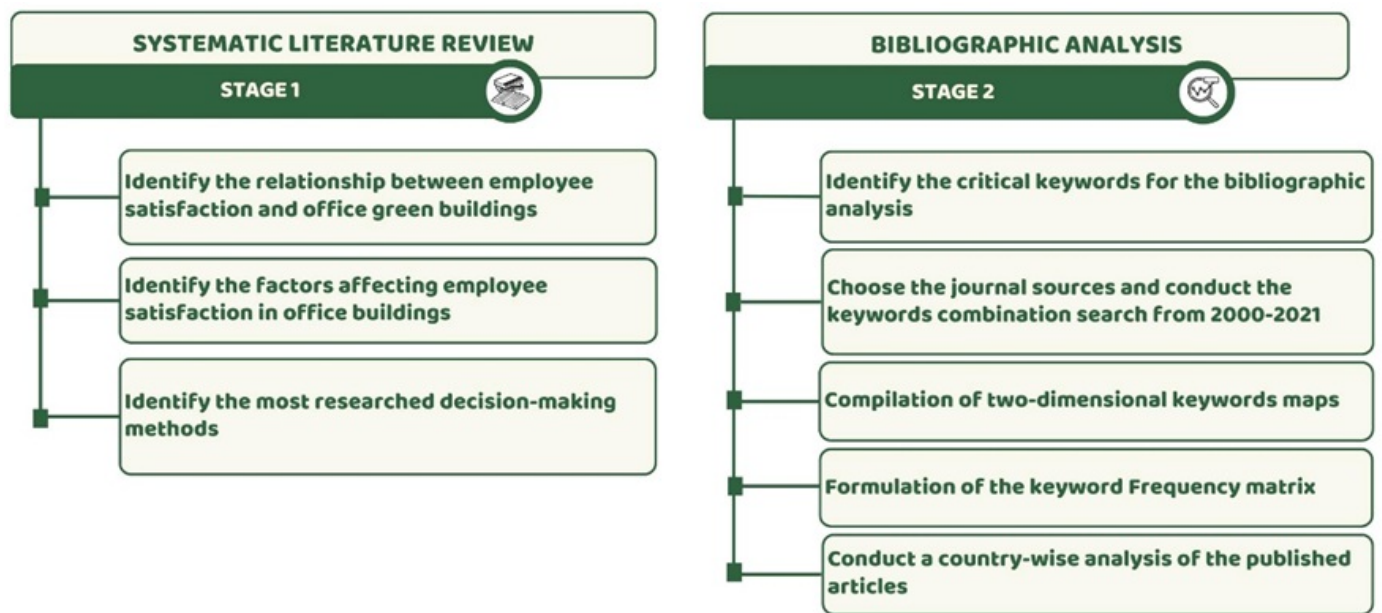 SYSTEMATIC LITERATURE REVIEW
STAGE 1
Identify the relationship between employee
satisfaction and office green buildings
Identify the factors affecting employee
satisfaction in office buildings
Identify the most researched decision-making
methods
BIBLIOGRAPHIC ANALYSIS
STAGE 2
Identify the critical keywords for the bibliographic
analysis
Choose the journal sources and conduct the
keywords combination search from 2000-2021
Compilation of two-dimensional keywords maps
Formulation of the keyword Frequency matrix
Conduct a country-wise analysis of the published
articles